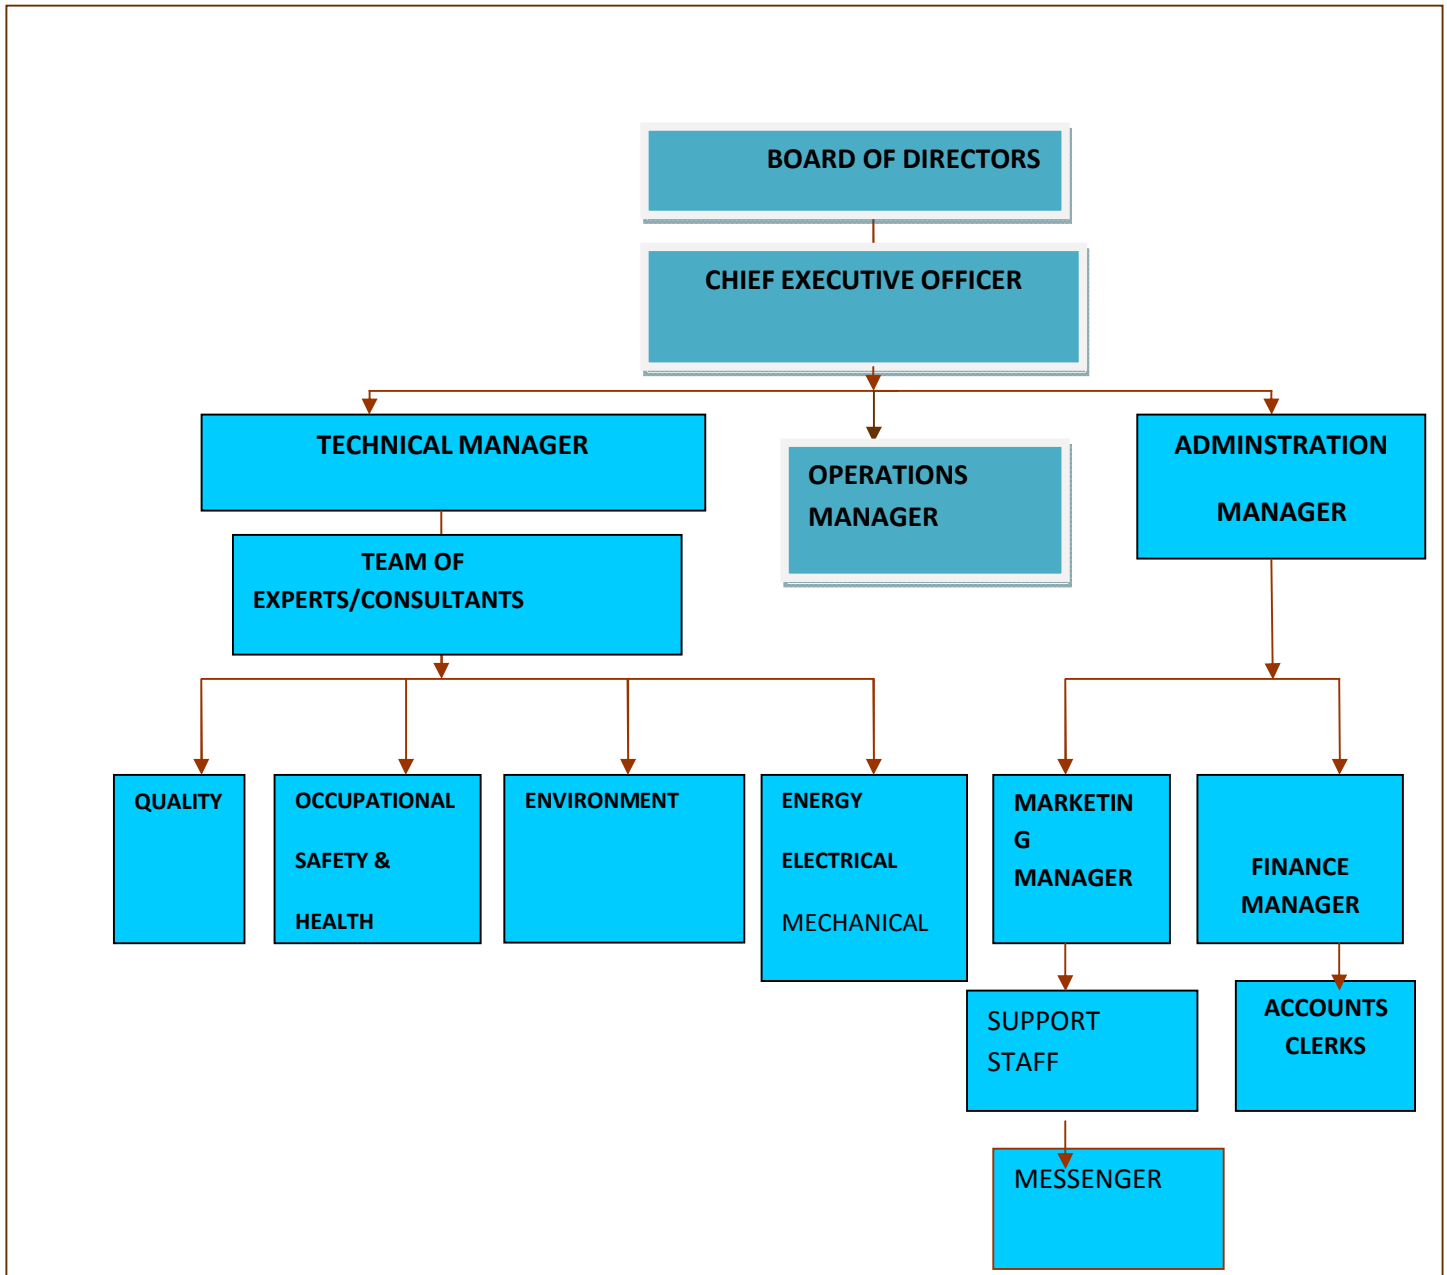 BOARD OF DIRECTORS
CHIEF EXECUTIVE OFFICER
TECHNICAL MANAGER
OPERATIONS
MANAGER
ADMINSTRATION
MANAGER
TEAM OF
EXPERTS/CONSULTANTS
QUALITY
OCCUPATIONAL
SAFETY &
HEALTH
ENVIRONMENT
ENERGY
ELECTRICAL
MECHANICAL
MARKETIN
G
MANAGER
FINANCE
MANAGER
SUPPORT
STAFF
ACCOUNTS
CLERKS
MESSENGER